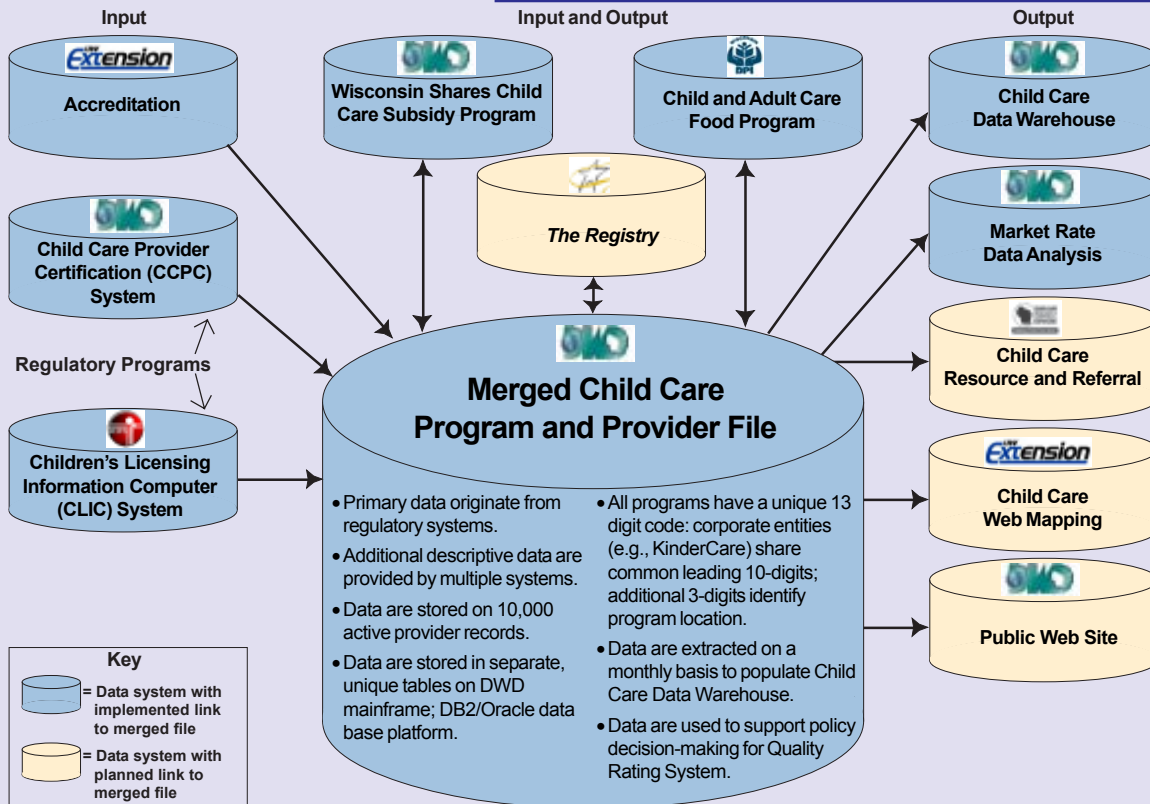 Input
Input and Output
Output
Extension
Accreditation
DWD
Wisconsin Shares Child
Care Subsidy Program
DPI
Child and Adult Care
Food Program
DWD
Child Care
Data Warehouse
The Registry
DWD
Child Care Provider
Certification (CCPC)
System
DWD
Market Rate
Data Analysis
Regulatory Programs
Child Care
Resource and Referral
Children's Licensing
Information Computer
(CLIC) System
DWD
Merged Child Care
Program and Provider File
• Primary data originate from
regulatory systems.
• Additional descriptive data are
provided by multiple systems.
• Data are stored on 10,000
active provider records.
• Data are stored in separate,
unique tables on DWD
mainframe; DB2/Oracle data
base platform.
• All programs have a unique 13
digit code: corporate entities
(e.g., KinderCare) share
common leading 10-digits;
additional 3-digits identify
program location.
• Data are extracted on a
monthly basis to populate Child
Care Data Warehouse.
• Data are used to support policy
decision-making for Quality
Rating System.
Extension
Child Care
Web Mapping
DWD
Public Web Site
Key
= Data system with
implemented link
to merged file
= Data system with
planned link to
merged file